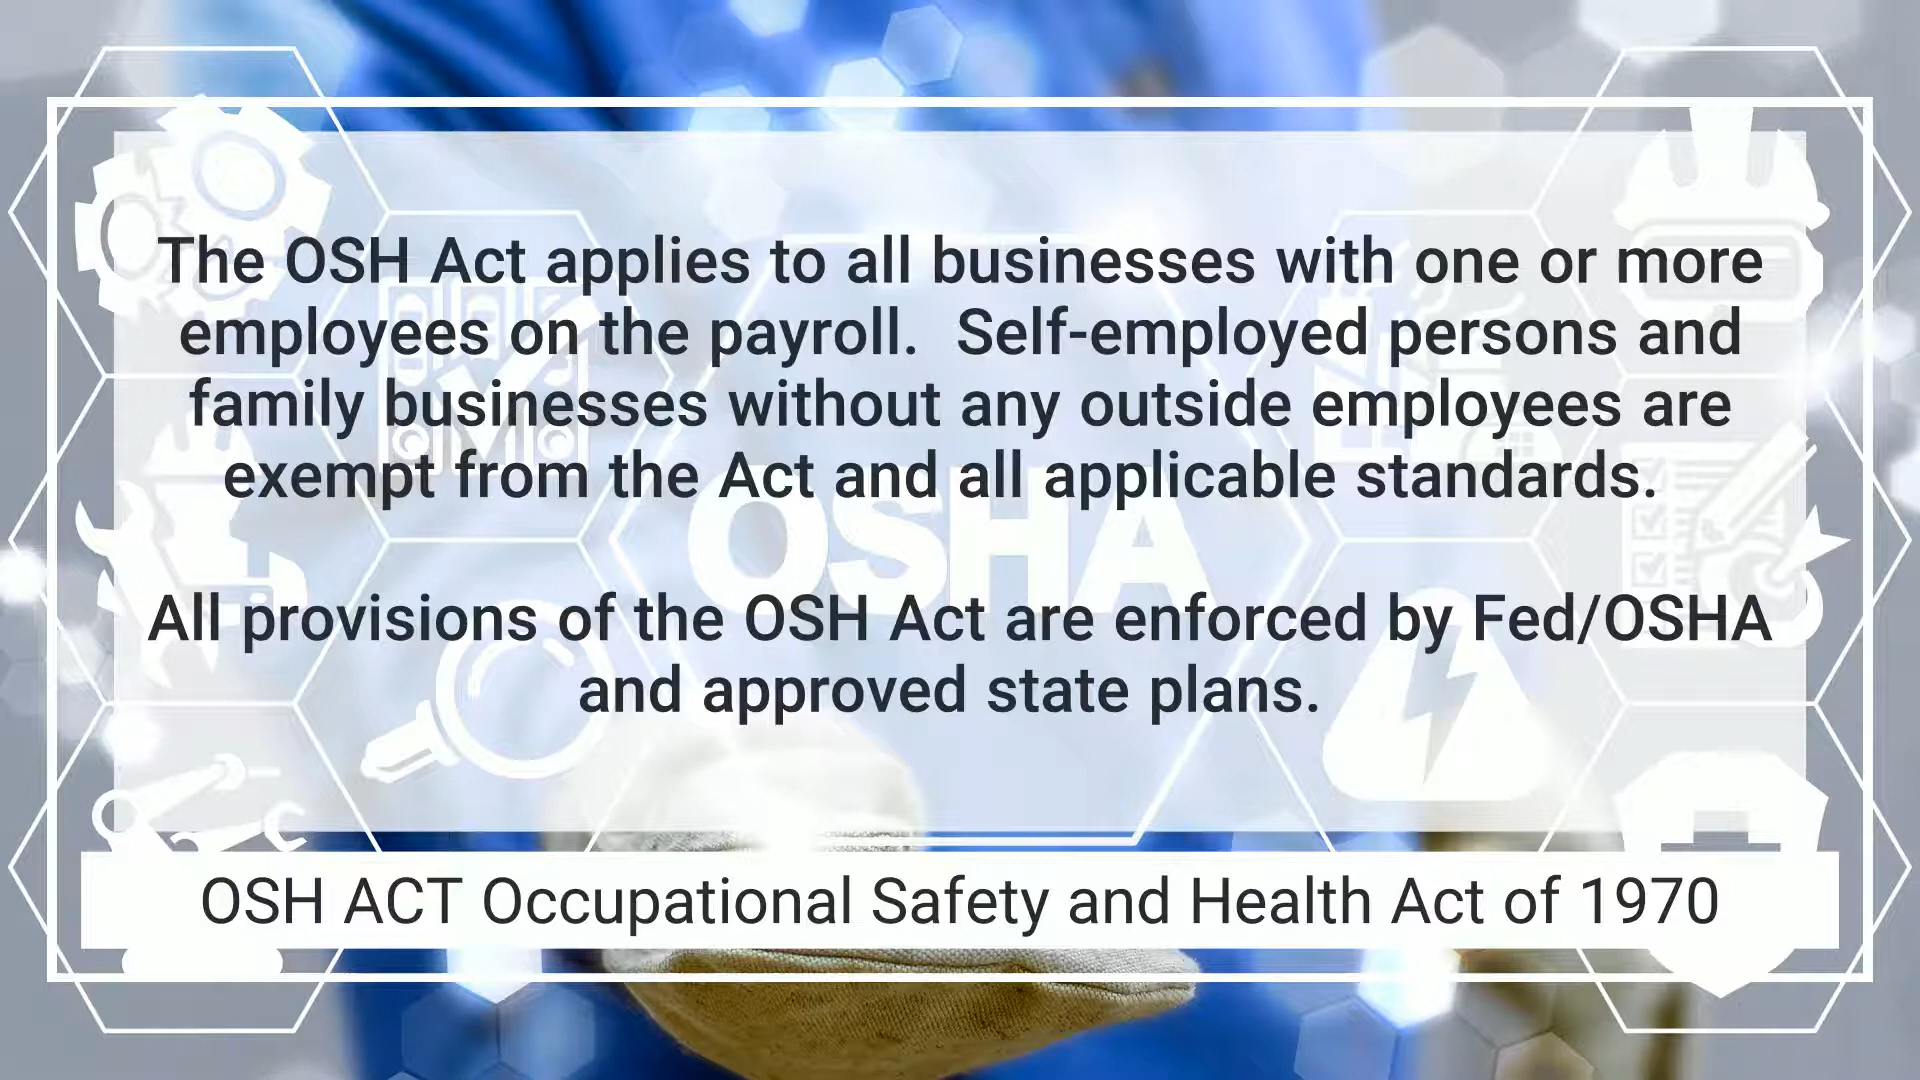 The OSH Act applies to all businesses with one or more
employees on the payroll.  Self-employed persons and
family businesses without any outside employees are
exempt from the Act and all applicable standards.
OSHA
All provisions of the OSH Act are enforced by Fed/OSHA
and approved state plans.
OSH ACT Occupational Safety and Health Act of 1970